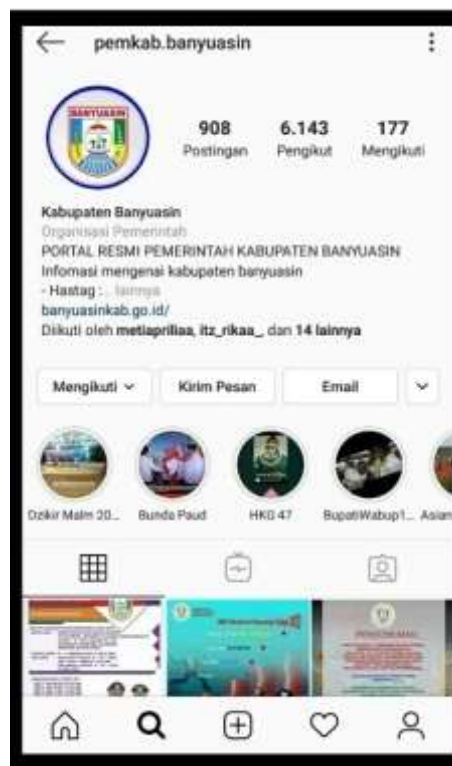 pemkab.banyuasin
BANYUASIN
908 6.143 177
Postingan Pengikut Mengikuti
Kabupaten Banyuasin
Organisasi Pemerintah
PORTAL RESMI PEMERINTAH KABUPATEN BANYUASIN
Infomasi mengenai kabupaten banyuasin
- Hastag : .. lainnya
banyuasinkab.go.id/
Diikuti oleh metiapriliaa, itz_rikaa_, dan 14 lainnya
Mengikuti Kirim Pesan Email
Dzikir Malm 20... Bunda Paud HKG 47 BupatiWabup1... Asian
PENGUMUMAN